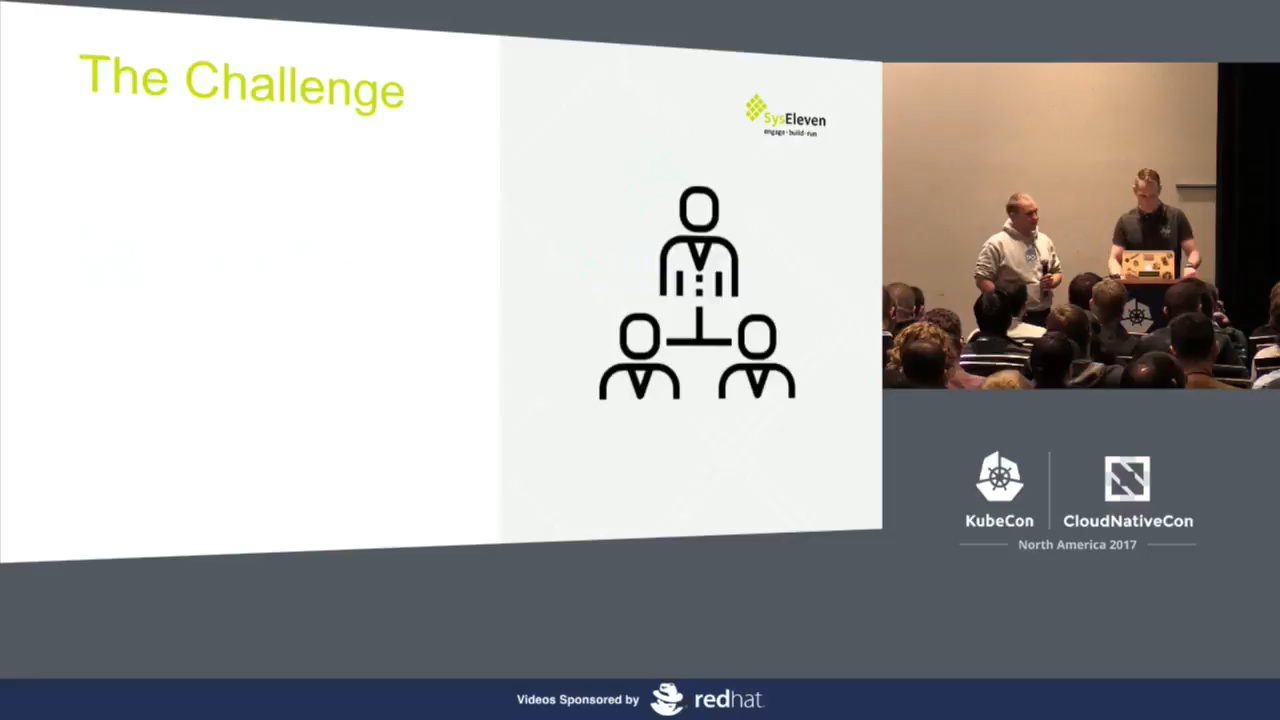 The Challenge
SysEleven
engage·build·run
KubeCon
CloudNativeCon
North America 2017
Videos Sponsored by
redhat